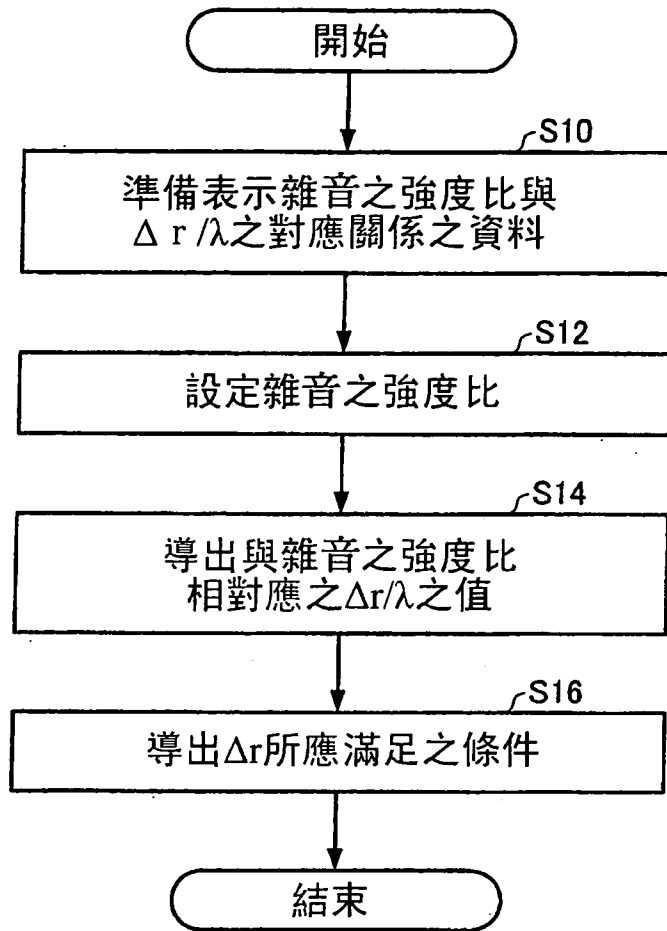 開始
S10
準備表示雜音之強度比與
Δr/λ之對應關係之資料
S12
設定雜音之強度比
S14
導出與雜音之強度比
相對應之Δr/λ之值
S16
導出Δr所應滿足之條件
結束